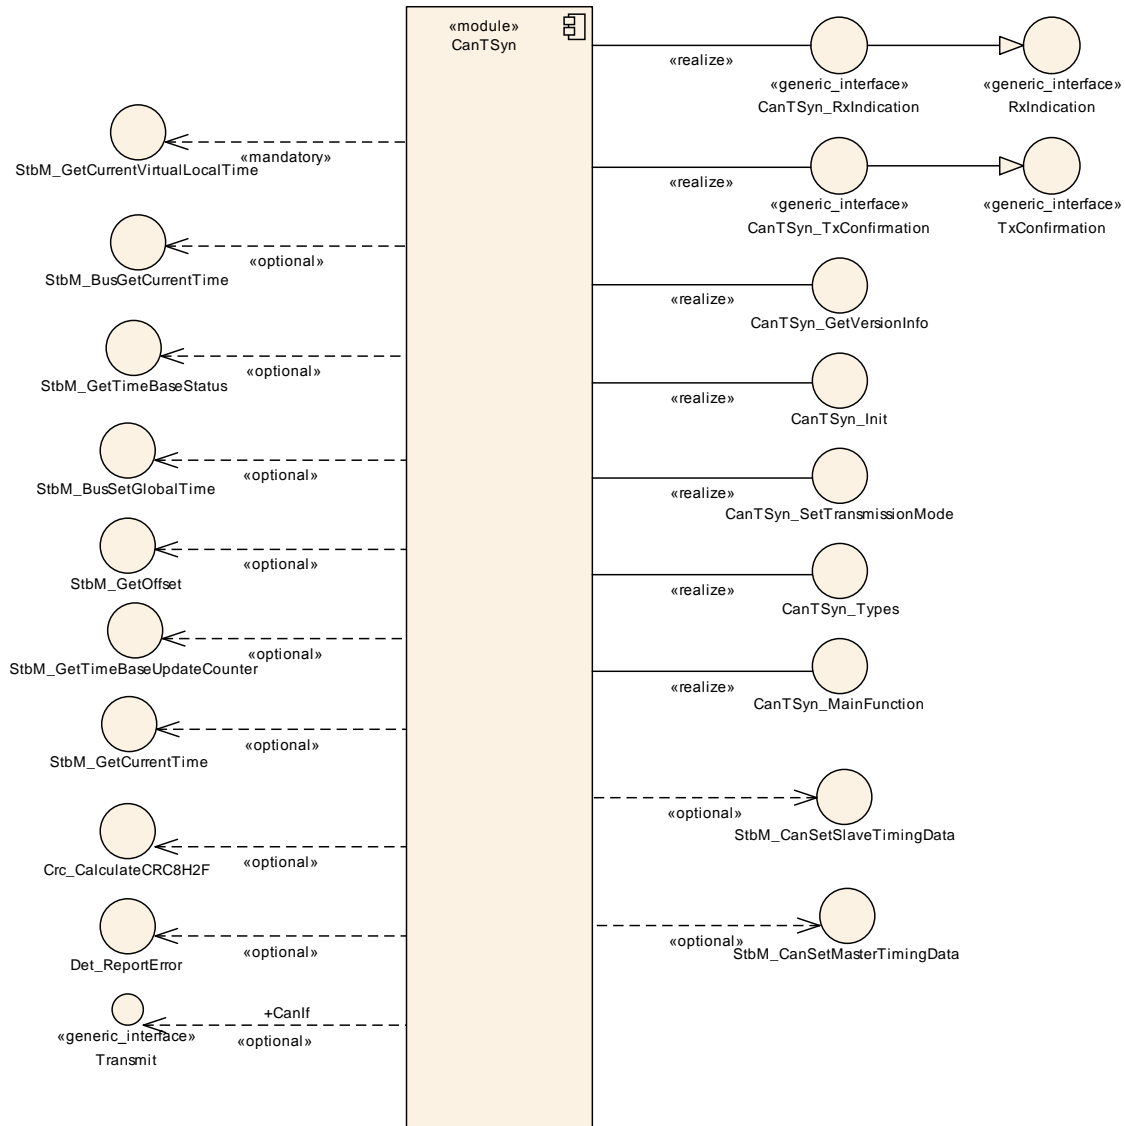 «module»
CanTSyn
«realize»
«generic_interface»
CanTSyn_RxIndication
«generic_interface»
RxIndication
StbM_GetCurrentVirtualLocalTime
«mandatory»
«realize»
«generic_interface»
CanTSyn_TxConfirmation
«generic_interface»
TxConfirmation
StbM_BusGetCurrentTime
«optional»
«realize»
CanTSyn_GetVersionInfo
StbM_GetTimeBaseStatus
«optional»
«realize»
CanTSyn_Init
StbM_BusSetGlobalTime
«optional»
«realize»
CanTSyn_SetTransmissionMode
StbM_GetOffset
«optional»
«realize»
CanTSyn_Types
StbM_GetTimeBaseUpdateCounter
«optional»
«realize»
CanTSyn_MainFunction
StbM_GetCurrentTime
«optional»
«optional»
StbM_CanSetSlaveTimingData
Crc_CalculateCRC8H2F
«optional»
«optional»
StbM_CanSetMasterTimingData
Det_ReportError
«optional»
+CanIf
«generic_interface»
Transmit
«optional»